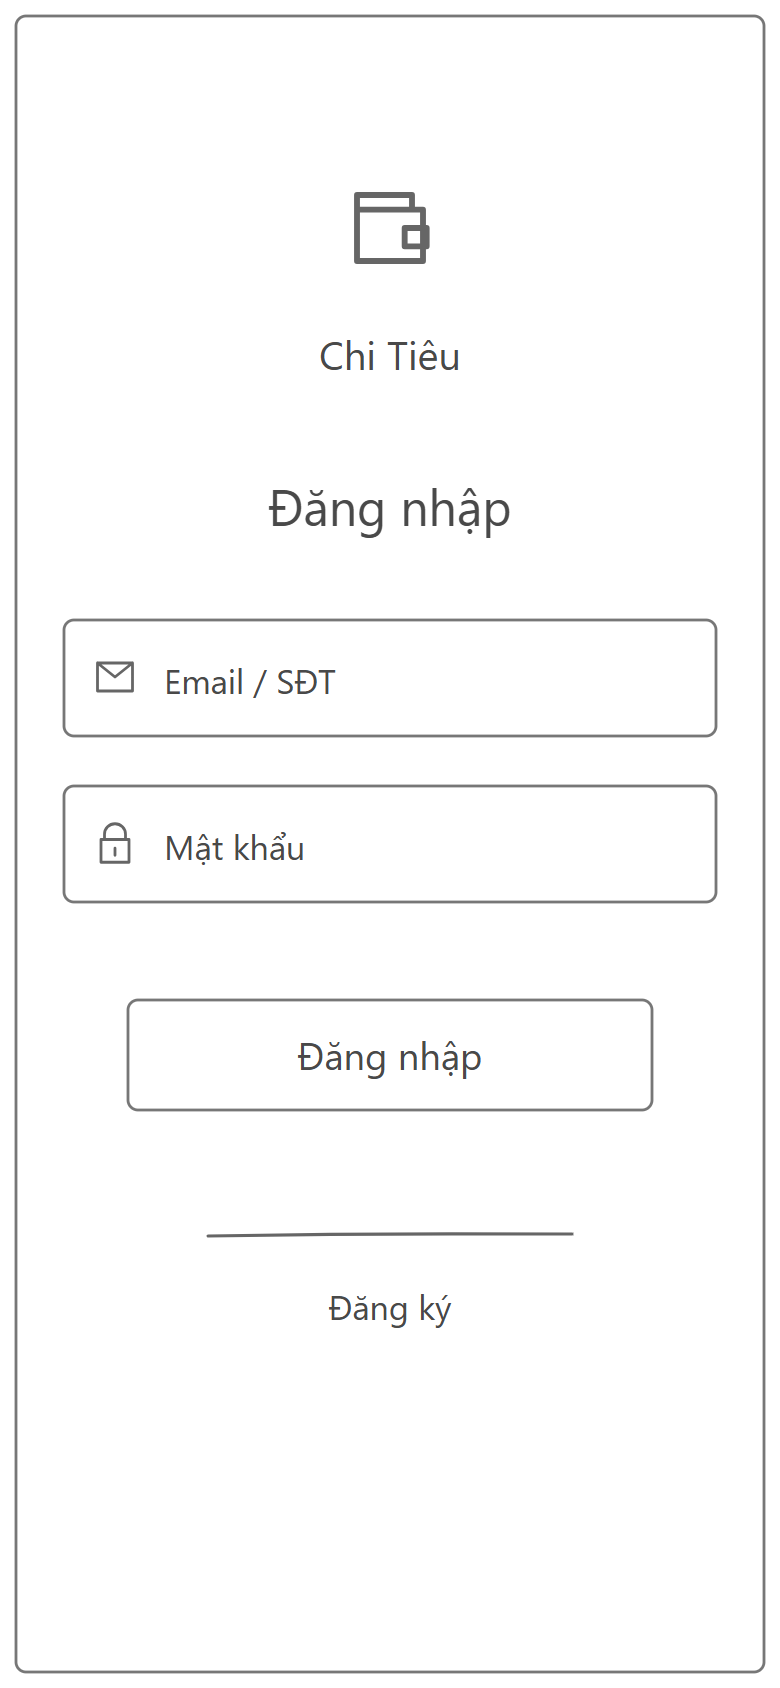 Chi Tiêu
Đăng nhập
Email / SĐT
Mật khẩu
Đăng nhập
Đăng ký